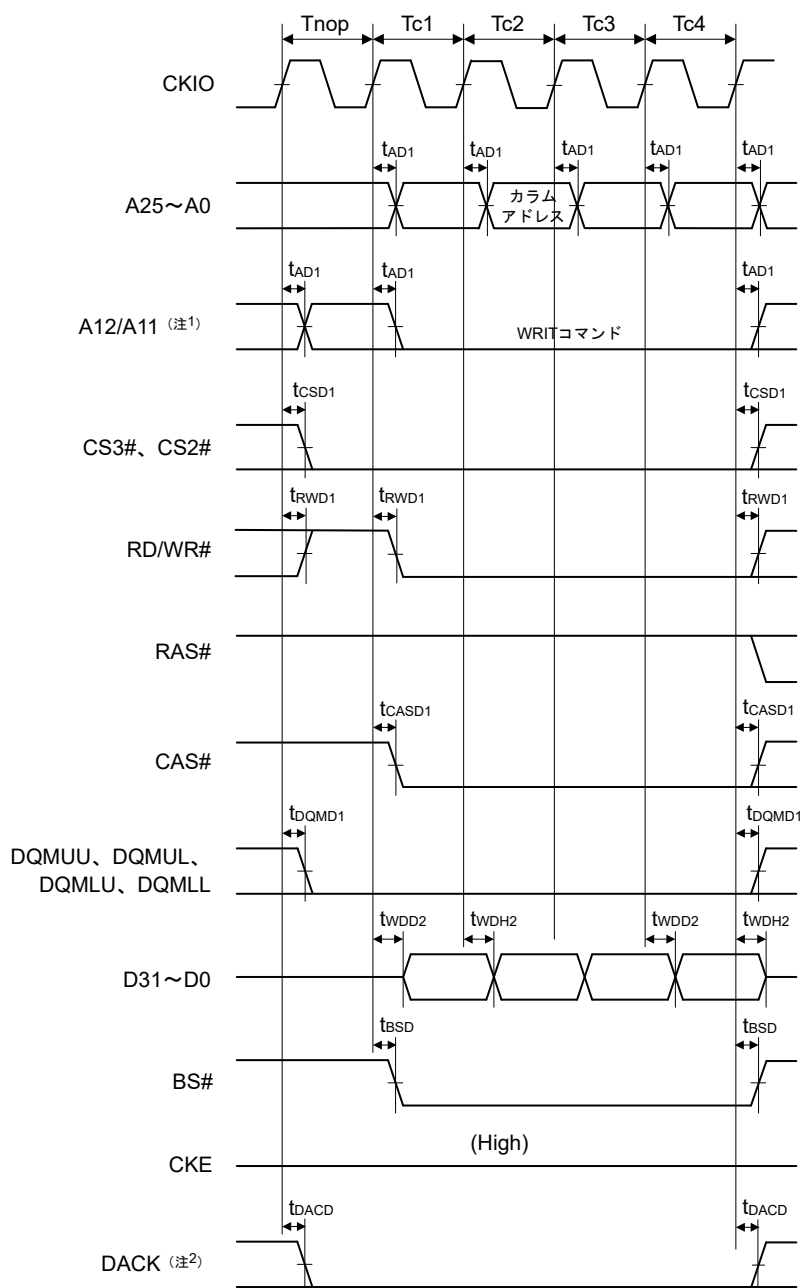 Tnop Tc1 Tc2 Tc3 Tc4
CKIO
tAD1 tAD1 tAD1 tAD1 tAD1
A25～A0
カラム
アドレス
tAD1 tAD1 tAD1
A12/A11（注1）
WRITコマンド
tCSD1 tCSD1
CS3#、CS2#
tRWD1 tRWD1 tRWD1
RD/WR#
RAS#
tCASD1 tCASD1
CAS#
tDQMD1 tDQMD1
DQMUU、DQMUL、
DQMLU、DQMLL
tWDD2 tWDH2 tWDD2 tWDH2
D31～D0
tBSD tBSD
BS#
(High)
CKE
tDACD tDACD
DACK（注2）